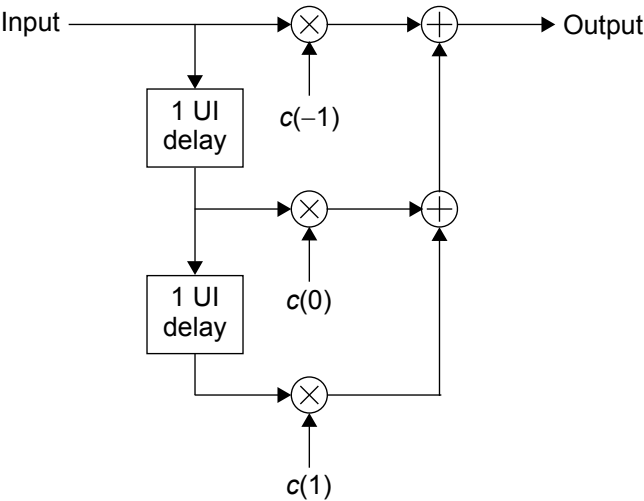 Input
Output
1 UI
delay
c(−1)
1 UI
delay
c(0)
c(1)